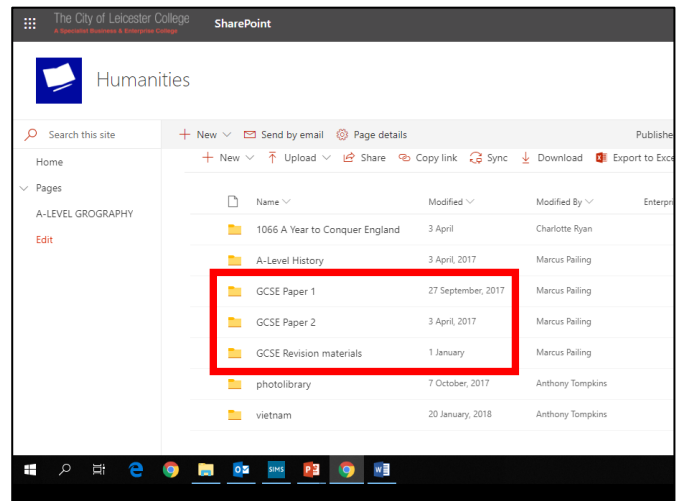 The City of Leicester College SharePoint
A Specialist Business & Enterprise College
Humanities
Search this site
+ New Send by email Page details Publishe
Home
+ New Upload Share Copy link Sync Download Export to Exce
Pages
Name Modified Modified By Enterpri
A-LEVEL GROGRAPHY
1066 A Year to Conquer England 3 April Charlotte Ryan
Edit
A-Level History 3 April, 2017 Marcus Pailing
GCSE Paper 1 27 September, 2017 Marcus Pailing
GCSE Paper 2 3 April, 2017 Marcus Pailing
GCSE Revision materials 1 January Marcus Pailing
photolibrary 7 October, 2017 Anthony Tompkins
vietnam 20 January, 2018 Anthony Tompkins
SIMS